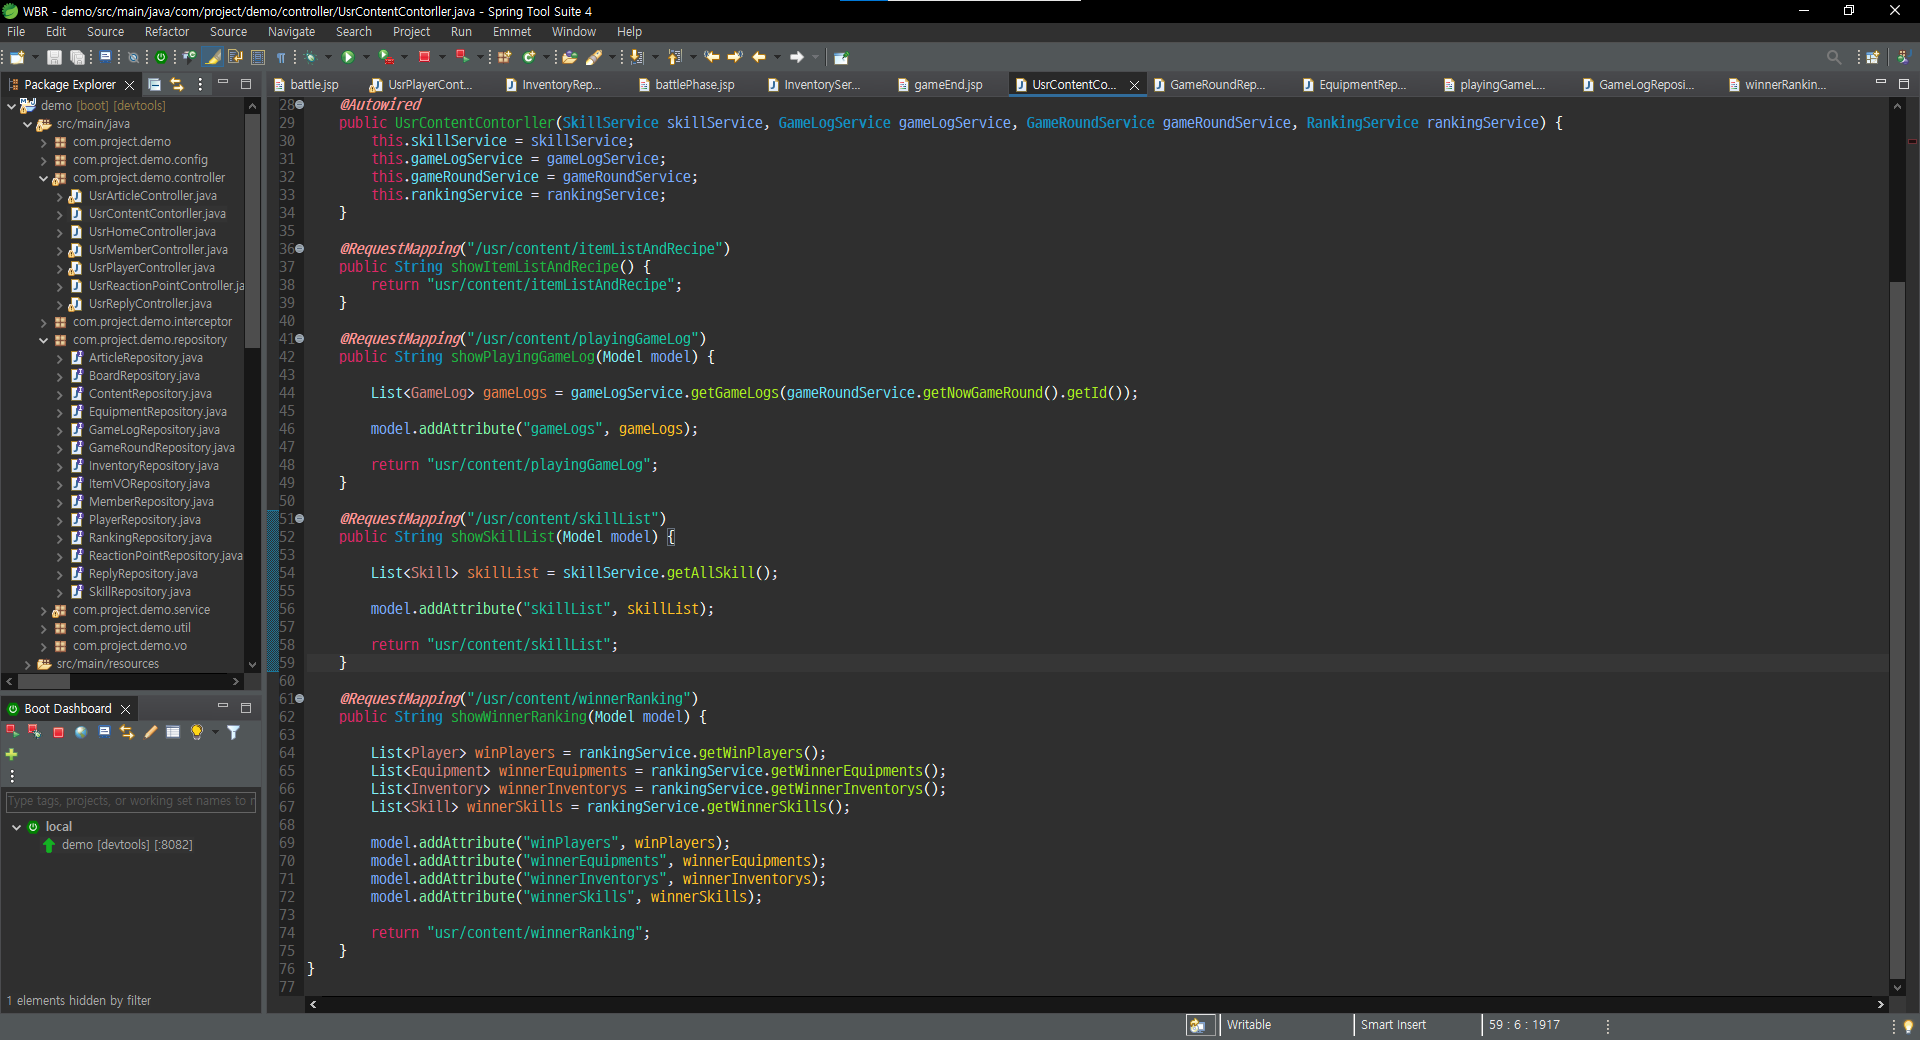 WBR - demo/src/main/java/com/project/demo/controller/UsrContentContorller.java - Spring Tool Suite 4
File Edit Source Refactor Source Navigate Search Project Run Emmet Window Help
Package Explorer
battle.jsp UsrPlayerCont... InventoryRep... battlePhase.jsp InventorySer... gameEnd.jsp UsrContentCo... GameRoundRep... EquipmentRep... playingGameL... GameLogReposi... winnerRankin...
demo [boot] [devtools]
src/main/java
com.project.demo
com.project.demo.config
com.project.demo.controller
UsrArticleController.java
UsrContentContorller.java
UsrHomeController.java
UsrMemberController.java
UsrPlayerController.java
UsrReactionPointController.ja
UsrReplyController.java
com.project.demo.interceptor
com.project.demo.repository
ArticleRepository.java
BoardRepository.java
ContentRepository.java
EquipmentRepository.java
GameLogRepository.java
GameRoundRepository.java
InventoryRepository.java
ItemVORepository.java
MemberRepository.java
PlayerRepository.java
RankingRepository.java
ReactionPointRepository.java
ReplyRepository.java
SkillRepository.java
com.project.demo.service
com.project.demo.util
com.project.demo.vo
src/main/resources
Boot Dashboard
Type tags, projects, or working set names to r
local
demo [devtools] [:8082]
1 elements hidden by filter
28 @Autowired
29 public UsrContentContorller(SkillService skillService, GameLogService gameLogService, GameRoundService gameRoundService, RankingService rankingService) {
30 this.skillService = skillService;
31 this.gameLogService = gameLogService;
32 this.gameRoundService = gameRoundService;
33 this.rankingService = rankingService;
34 }
35
36 @RequestMapping("/usr/content/itemListAndRecipe")
37 public String showItemListAndRecipe() {
38 return "usr/content/itemListAndRecipe";
39 }
40
41 @RequestMapping("/usr/content/playingGameLog")
42 public String showPlayingGameLog(Model model) {
43
44 List<GameLog> gameLogs = gameLogService.getGameLogs(gameRoundService.getNowGameRound().getId());
45
46 model.addAttribute("gameLogs", gameLogs);
47
48 return "usr/content/playingGameLog";
49 }
50
51 @RequestMapping("/usr/content/skillList")
52 public String showSkillList(Model model) {
53
54 List<Skill> skillList = skillService.getAllSkill();
55
56 model.addAttribute("skillList", skillList);
57
58 return "usr/content/skillList";
59 }
60
61 @RequestMapping("/usr/content/winnerRanking")
62 public String showWinnerRanking(Model model) {
63
64 List<Player> winPlayers = rankingService.getWinPlayers();
65 List<Equipment> winnerEquipments = rankingService.getWinnerEquipments();
66 List<Inventory> winnerInventorys = rankingService.getWinnerInventorys();
67 List<Skill> winnerSkills = rankingService.getWinnerSkills();
68
69 model.addAttribute("winPlayers", winPlayers);
70 model.addAttribute("winnerEquipments", winnerEquipments);
71 model.addAttribute("winnerInventorys", winnerInventorys);
72 model.addAttribute("winnerSkills", winnerSkills);
73
74 return "usr/content/winnerRanking";
75 }
76 }
77
Writable Smart Insert 59 : 6 : 1917